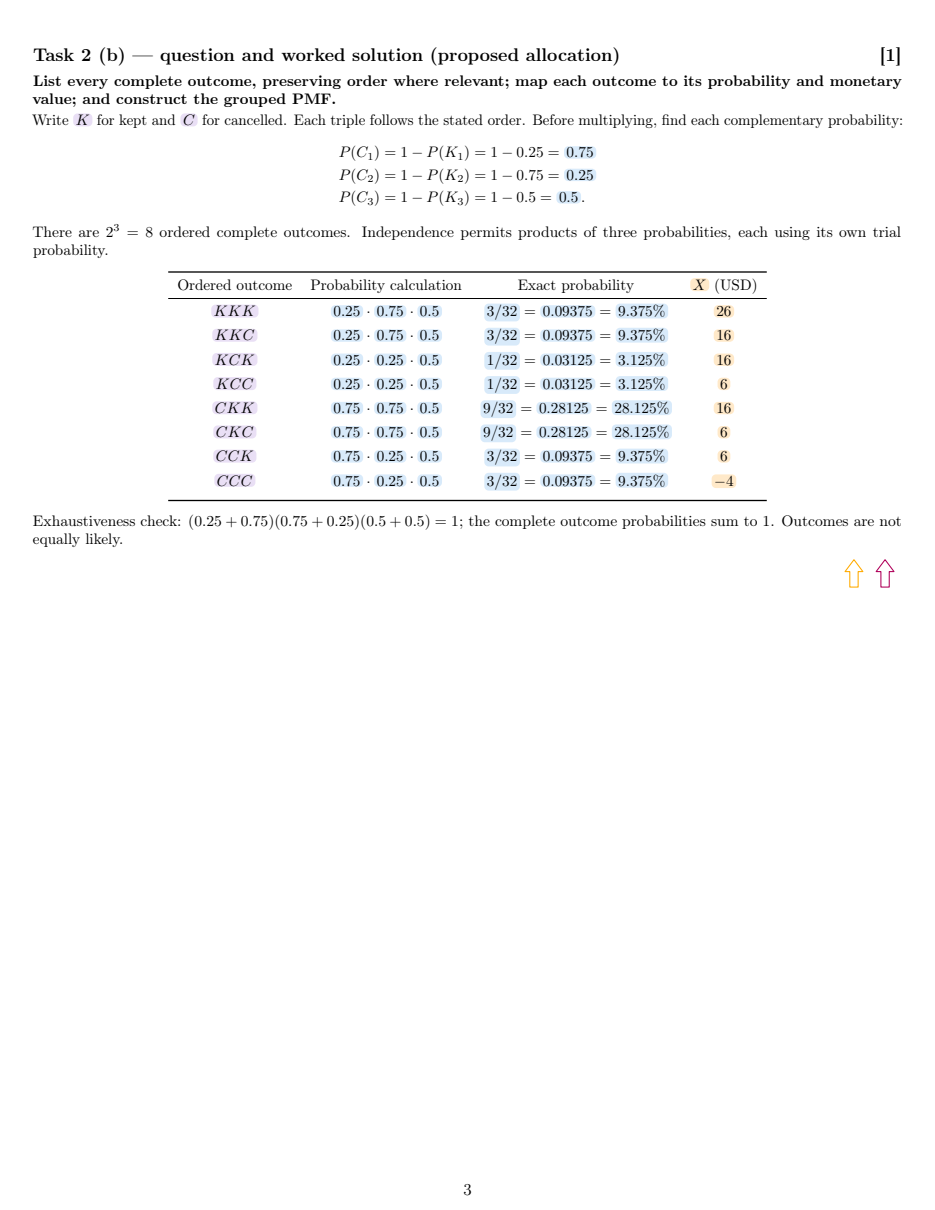 Task 2 (b) — question and worked solution (proposed allocation) [1]
List every complete outcome, preserving order where relevant; map each outcome to its probability and monetary
value; and construct the grouped PMF.
Write K for kept and C for cancelled. Each triple follows the stated order. Before multiplying, find each complementary probability:
P(C₁) = 1 − P(K₁) = 1 − 0.25 = 0.75
P(C₂) = 1 − P(K₂) = 1 − 0.75 = 0.25
P(C₃) = 1 − P(K₃) = 1 − 0.5 = 0.5.
There are 2³ = 8 ordered complete outcomes. Independence permits products of three probabilities, each using its own trial
probability.
Ordered outcome Probability calculation Exact probability X (USD)
KKK 0.25 · 0.75 · 0.5 3/32 = 0.09375 = 9.375% 26
KKC 0.25 · 0.75 · 0.5 3/32 = 0.09375 = 9.375% 16
KCK 0.25 · 0.25 · 0.5 1/32 = 0.03125 = 3.125% 16
KCC 0.25 · 0.25 · 0.5 1/32 = 0.03125 = 3.125% 6
CKK 0.75 · 0.75 · 0.5 9/32 = 0.28125 = 28.125% 16
CKC 0.75 · 0.75 · 0.5 9/32 = 0.28125 = 28.125% 6
CCK 0.75 · 0.25 · 0.5 3/32 = 0.09375 = 9.375% 6
CCC 0.75 · 0.25 · 0.5 3/32 = 0.09375 = 9.375% −4
Exhaustiveness check: (0.25 + 0.75)(0.75 + 0.25)(0.5 + 0.5) = 1; the complete outcome probabilities sum to 1. Outcomes are not
equally likely.
3